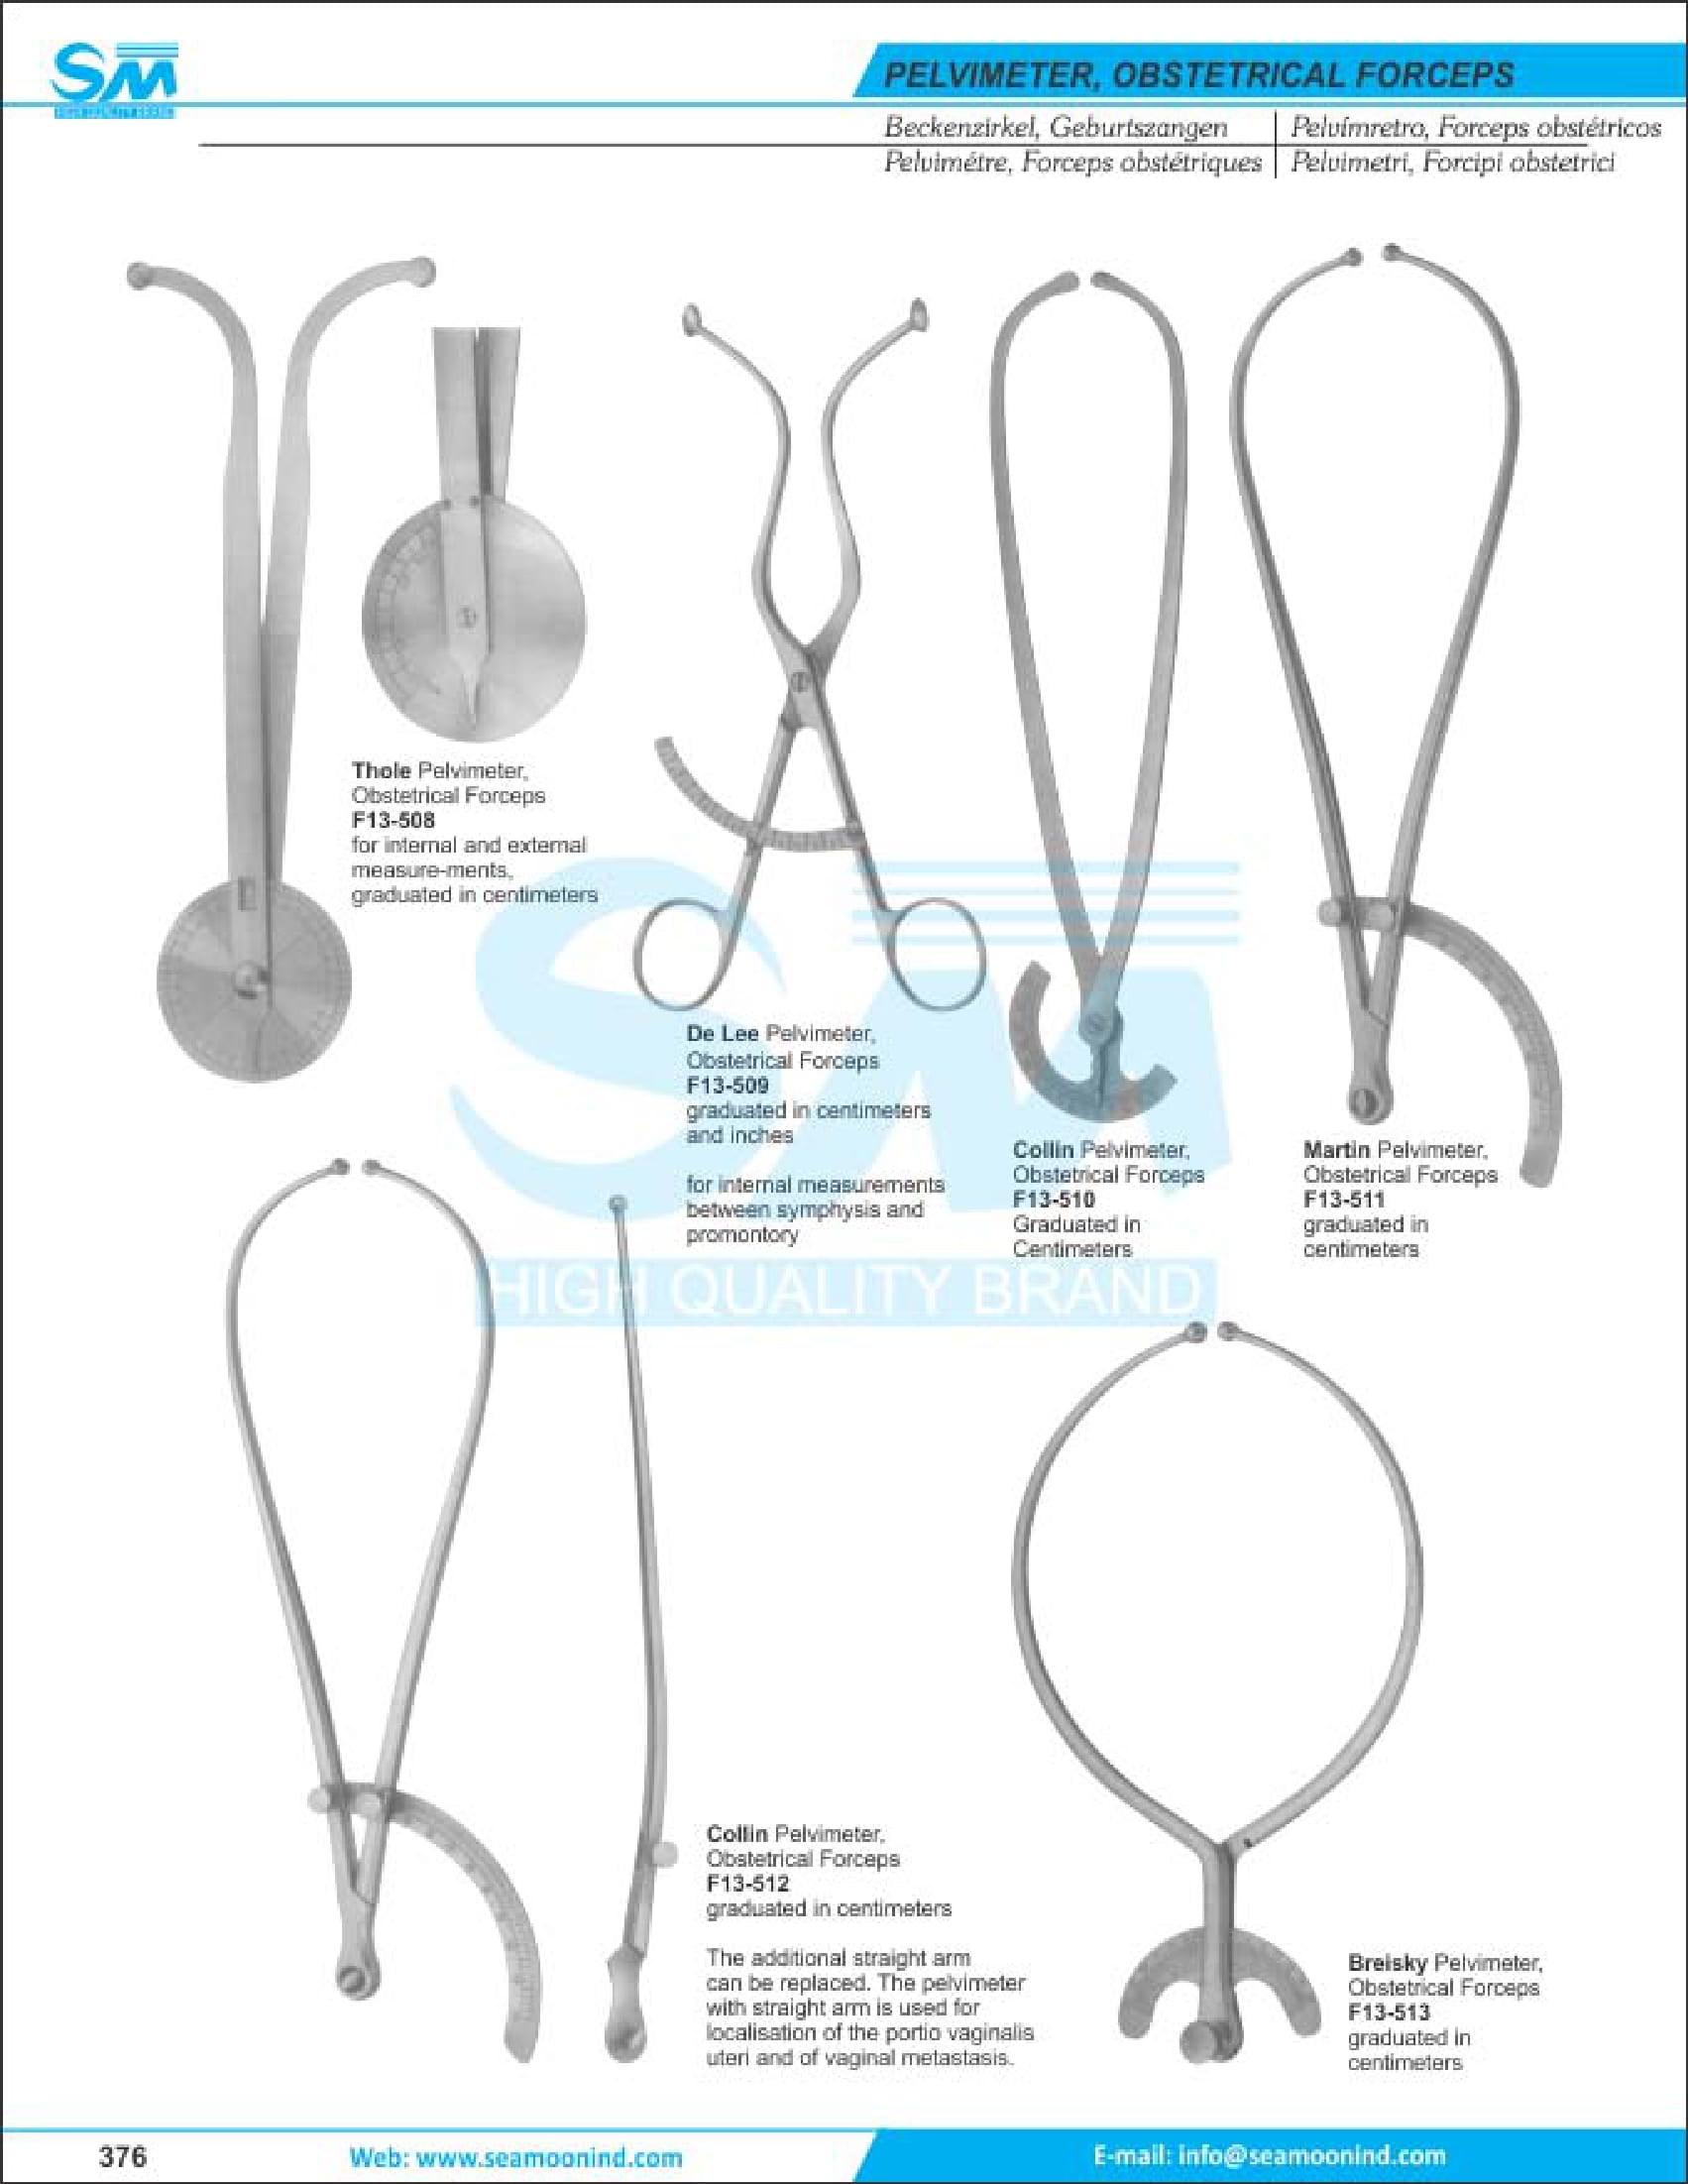 SM
PELVIMETER, OBSTETRICAL FORCEPS
Beckenzirkel, Geburtszangen
Pelvímretro, Forceps obstétricos
Pelvimétre, Forceps obstétriques
Pelvimetri, Forcipi obstetrici
Thole Pelvimeter,
Obstetrical Forceps
F13-508
for internal and external
measure-ments,
graduated in centimeters
De Lee Pelvimeter,
Obstetrical Forceps
F13-509
graduated in centimeters
and inches
for internal measurements
between symphysis and
promontory
Collin Pelvimeter,
Obstetrical Forceps
F13-510
Graduated in
Centimeters
Martin Pelvimeter,
Obstetrical Forceps
F13-511
graduated in
centimeters
SM
HIGH QUALITY BRAND
Collin Pelvimeter,
Obstetrical Forceps
F13-512
graduated in centimeters
The additional straight arm
can be replaced. The pelvimeter
with straight arm is used for
localisation of the portio vaginalis
uteri and of vaginal metastasis.
Breisky Pelvimeter,
Obstetrical Forceps
F13-513
graduated in
centimeters
376
Web: www.seamoonind.com
E-mail: info@seamoonind.com